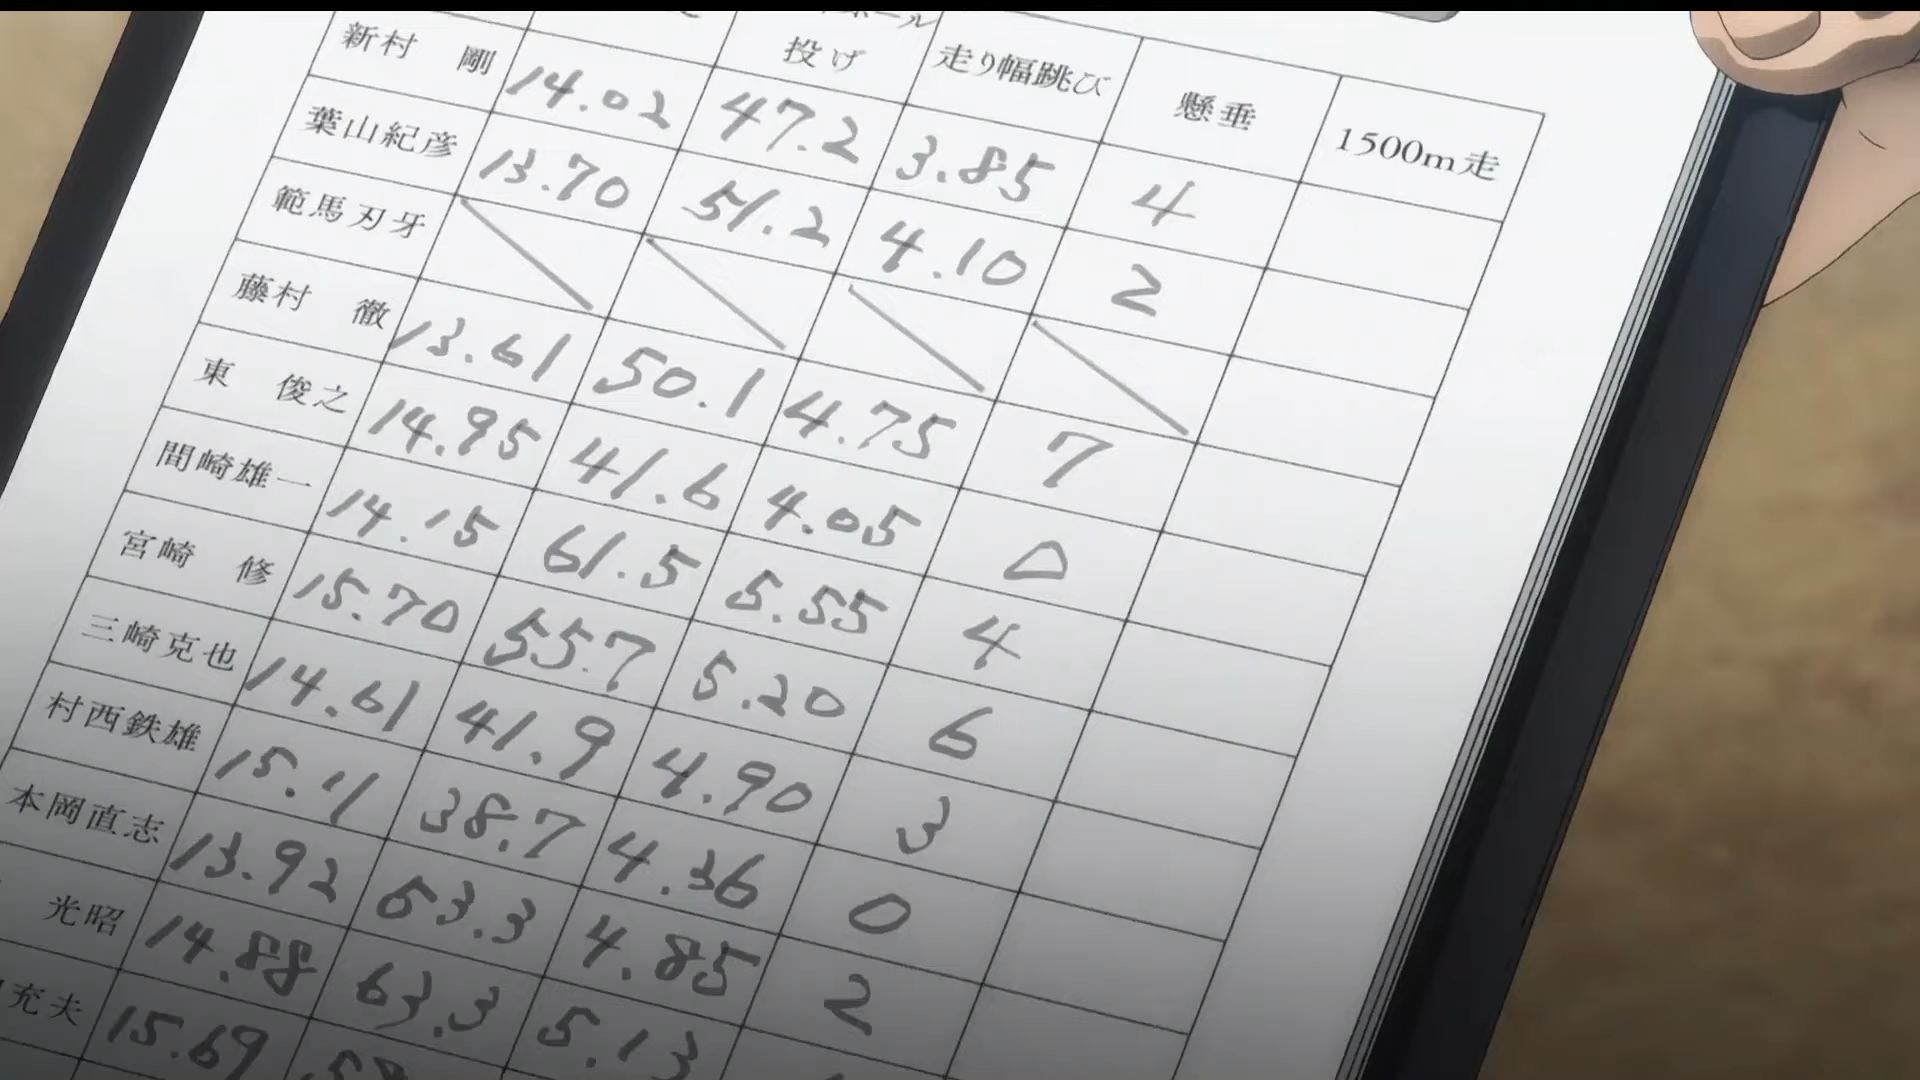 投げ 走り幅跳び 懸垂 1500m走
新村 剛 14.02 47.2 3.85 4
葉山紀彦 13.70 51.2 4.10 2
範馬刃牙
藤村 徹 13.61 50.1 4.75 7
東 俊之 14.95 41.6 4.05 0
間崎雄一 14.15 61.5 5.55 4
宮崎 修 15.70 55.7 5.20 6
三崎克也 14.61 41.9 4.90 3
村西鉄雄 15.11 38.7 4.36 0
本岡直志 13.92 53.3 4.85 2
光昭 14.88 63.3 5.13
充夫 15.69